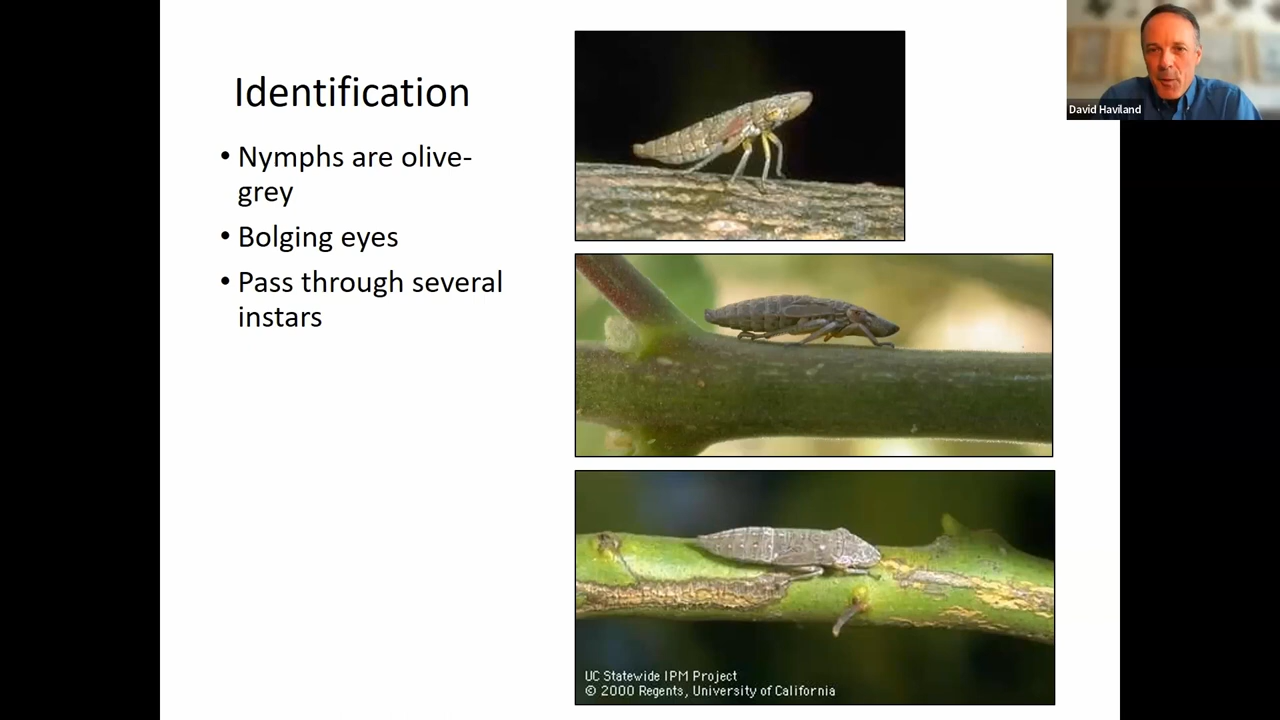 Identification
• Nymphs are olive-
grey
• Bolging eyes
• Pass through several
instars
David Haviland
UC Statewide IPM Project
© 2000 Regents, University of California